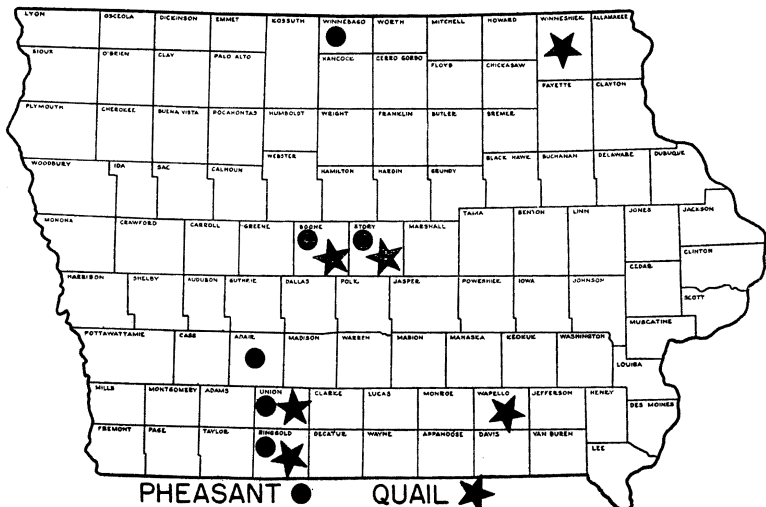 LYON OSCEOLA DICKINSON EMMET KOSSUTH WINNEBAGO WORTH MITCHELL HOWARD WINNESHIEK ALLAMAKEE
SIOUX O'BRIEN CLAY PALO ALTO HANCOCK CERRO GORDO FLOYD CHICKASAW
FAYETTE CLAYTON
PLYMOUTH CHEROKEE BUENA VISTA POCAHONTAS HUMBOLDT WRIGHT FRANKLIN BUTLER BREMER
WOODBURY IDA SAC CALHOUN WEBSTER HAMILTON HARDIN GRUNDY BLACK HAWK BUCHANAN DELAWARE DUBUQUE
MONONA CRAWFORD CARROLL GREENE BOONE STORY MARSHALL TAMA BENTON LINN JONES JACKSON
CLINTON
HARRISON SHELBY AUDUBON GUTHRIE DALLAS POLK JASPER POWESHIEK IOWA JOHNSON CEDAR
SCOTT
MUSCATINE
POTTAWATTAMIE CASS ADAIR MADISON WARREN MARION MAHASKA KEOKUK WASHINGTON
LOUISA
MILLS MONTGOMERY ADAMS UNION CLARKE LUCAS MONROE WAPELLO JEFFERSON HENRY DES MOINES
FREMONT PAGE TAYLOR RINGGOLD DECATUR WAYNE APPANOOSE DAVIS VAN BUREN LEE
PHEASANT QUAIL